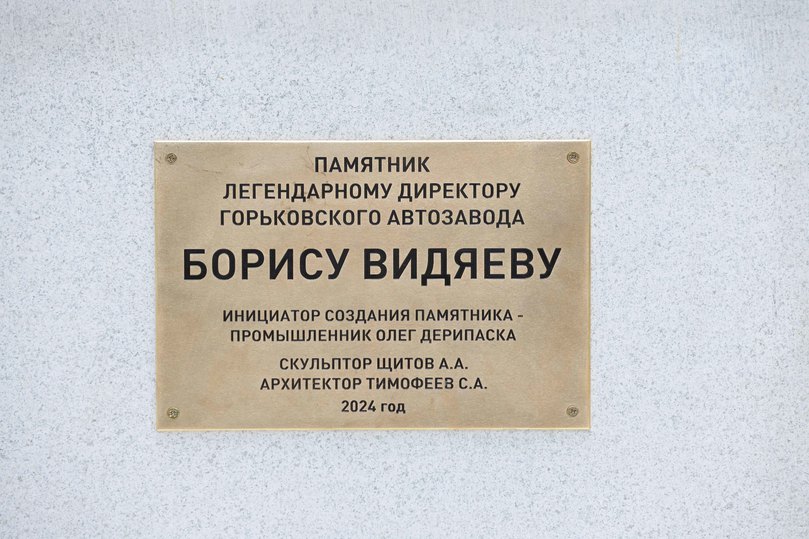 ПАМЯТНИК
ЛЕГЕНДАРНОМУ ДИРЕКТОРУ
ГОРЬКОВСКОГО АВТОЗАВОДА
БОРИСУ ВИДЯЕВУ
ИНИЦИАТОР СОЗДАНИЯ ПАМЯТНИКА -
ПРОМЫШЛЕННИК ОЛЕГ ДЕРИПАСКА
СКУЛЬПТОР ЩИТОВ А.А.
АРХИТЕКТОР ТИМОФЕЕВ С.А.
2024 год